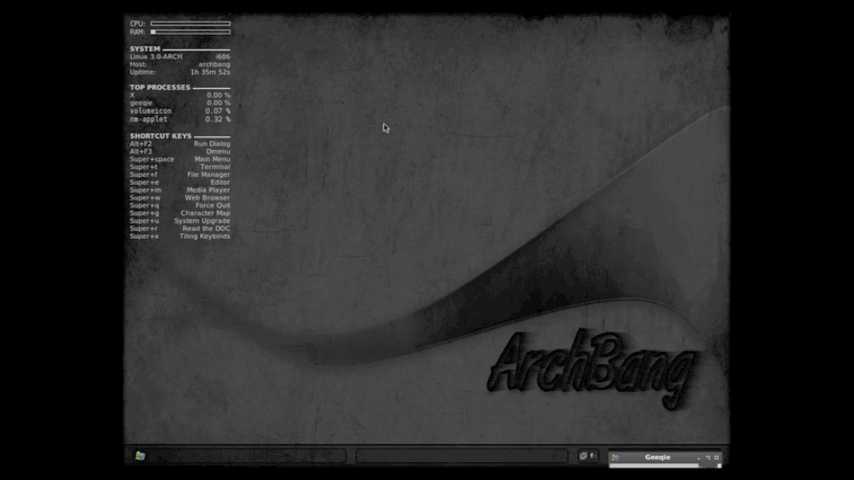 CPU:
RAM:
SYSTEM
Linux 3.0-ARCH i686
Host: archbang
Uptime: 1h 35m 52s
TOP PROCESSES
X 0.00 %
geeqie 0.00 %
volumeicon 0.07 %
nm-applet 0.32 %
SHORTCUT KEYS
Alt+F2 Run Dialog
Alt+F3 Dmenu
Super+space Main Menu
Super+t Terminal
Super+f File Manager
Super+e Editor
Super+m Media Player
Super+w Web Browser
Super+q Force Quit
Super+g Character Map
Super+u System Upgrade
Super+r Read the DOC
Super+x Tiling Keybinds
ArchBang
Geeqie